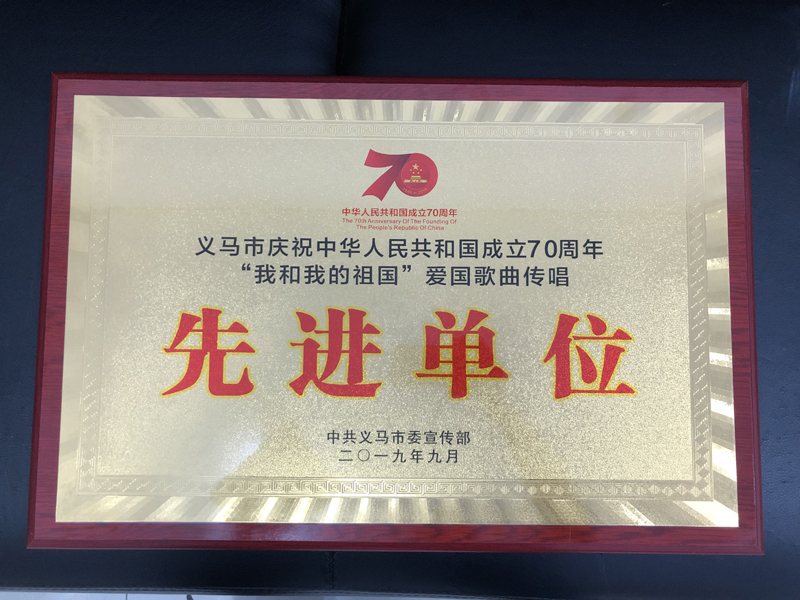 70
中华人民共和国成立70周年
The 70th Anniversary Of The Founding Of
The People's Republic Of China
义马市庆祝中华人民共和国成立70周年
“我和我的祖国”爱国歌曲传唱
先进单位
中共义马市委宣传部
二〇一九年九月